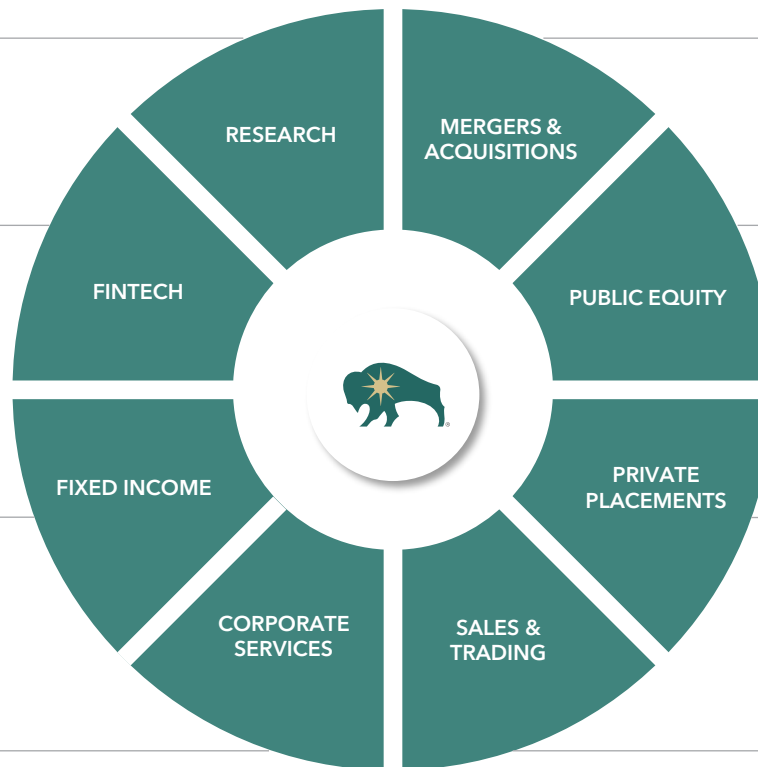 RESEARCH
MERGERS &
ACQUISITIONS
FINTECH
PUBLIC EQUITY
FIXED INCOME
PRIVATE
PLACEMENTS
CORPORATE
SERVICES
SALES &
TRADING
®